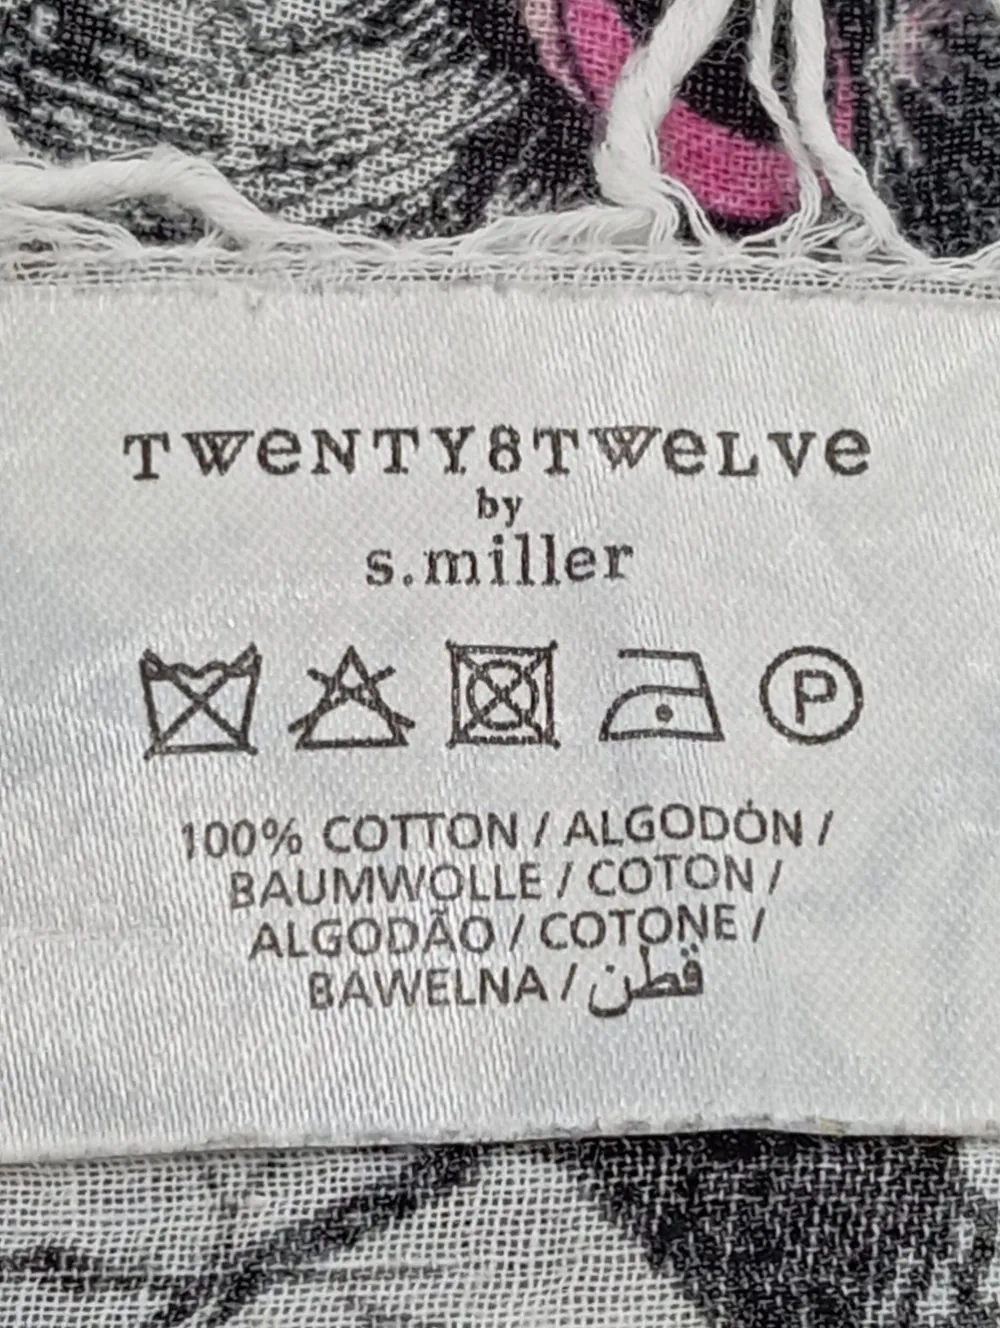 TWeNTY8TWeLVe
by
s.miller
P
100% COTTON / ALGODÓN /
BAUMWOLLE / COTON /
ALGODÃO / COTONE /
BAWELNA / قطن